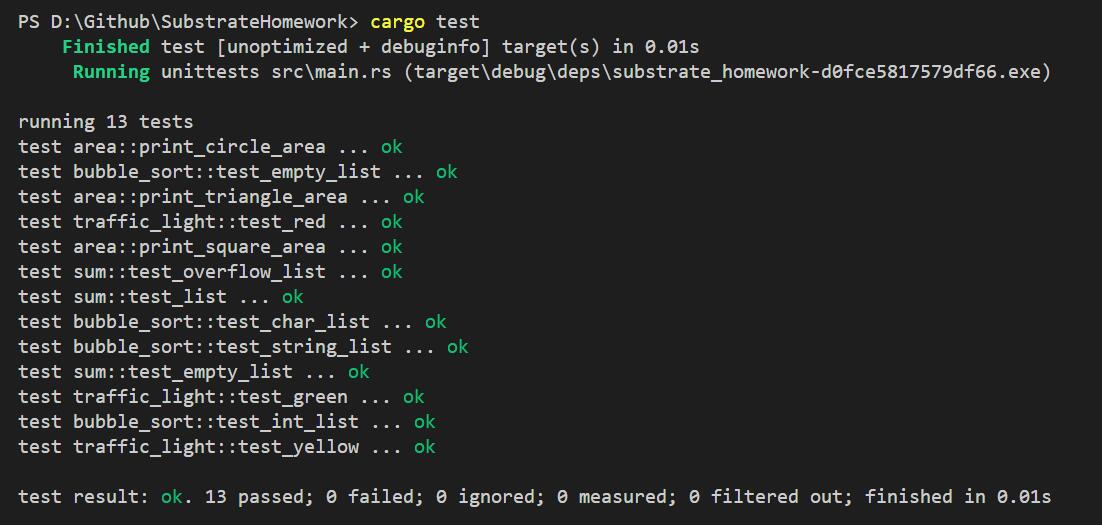 PS D:\Github\SubstrateHomework> cargo test
Finished test [unoptimized + debuginfo] target(s) in 0.01s
Running unittests src\main.rs (target\debug\deps\substrate_homework-d0fce5817579df66.exe)
running 13 tests
test area::print_circle_area ... ok
test bubble_sort::test_empty_list ... ok
test area::print_triangle_area ... ok
test traffic_light::test_red ... ok
test area::print_square_area ... ok
test sum::test_overflow_list ... ok
test sum::test_list ... ok
test bubble_sort::test_char_list ... ok
test bubble_sort::test_string_list ... ok
test sum::test_empty_list ... ok
test traffic_light::test_green ... ok
test bubble_sort::test_int_list ... ok
test traffic_light::test_yellow ... ok
test result: ok. 13 passed; 0 failed; 0 ignored; 0 measured; 0 filtered out; finished in 0.01s